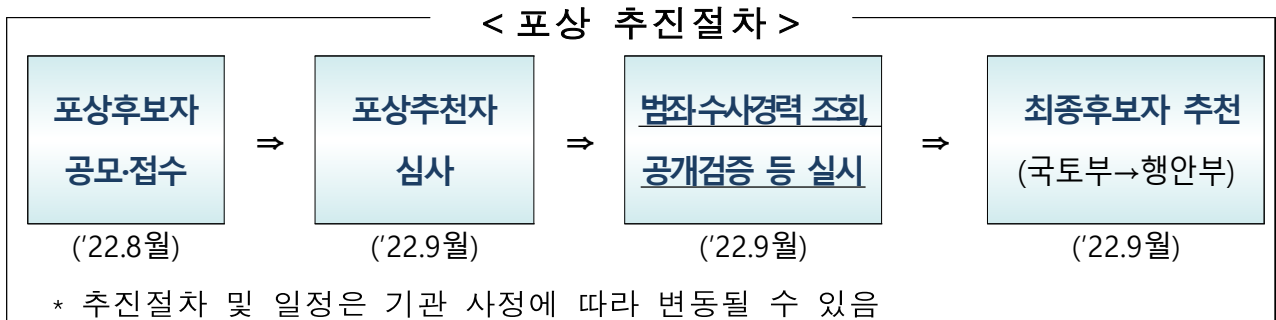 < 포상 추진절차 >
포상후보자
공모·접수
⇒
포상추천자
심사
⇒
범죄·수사경력 조회,
공개검증 등 실시
⇒
최종후보자 추천
(국토부→행안부)
('22.8월)
('22.9월)
('22.9월)
('22.9월)
* 추진절차 및 일정은 기관 사정에 따라 변동될 수 있음